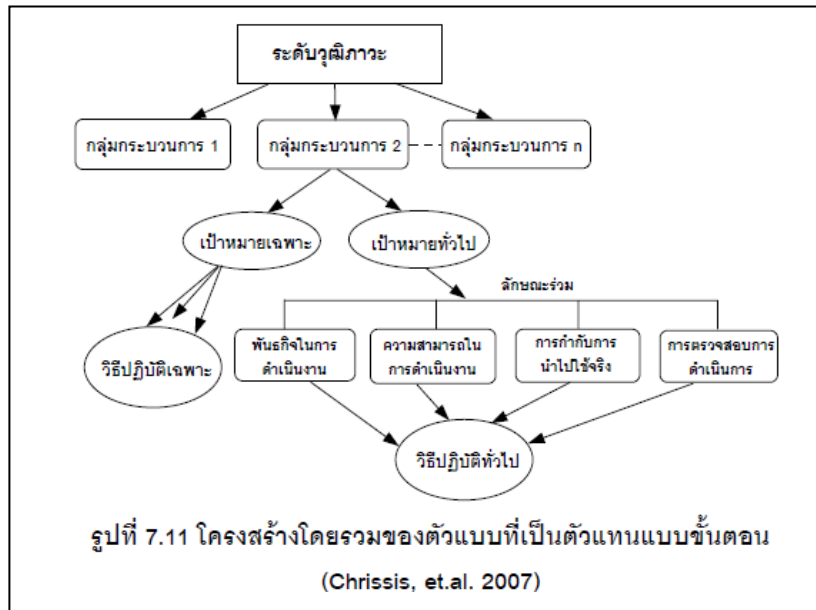 ระดับวุฒิภาวะ
กลุ่มกระบวนการ 1
กลุ่มกระบวนการ 2
กลุ่มกระบวนการ n
เป้าหมายเฉพาะ
เป้าหมายทั่วไป
ลักษณะร่วม
วิธีปฏิบัติเฉพาะ
พันธกิจในการ
ดำเนินงาน
ความสามารถใน
การดำเนินงาน
การกำกับการ
นำไปใช้จริง
การตรวจสอบการ
ดำเนินการ
วิธีปฏิบัติทั่วไป
รูปที่ 7.11 โครงสร้างโดยรวมของตัวแบบที่เป็นตัวแทนแบบขั้นตอน
(Chrissis, et.al. 2007)